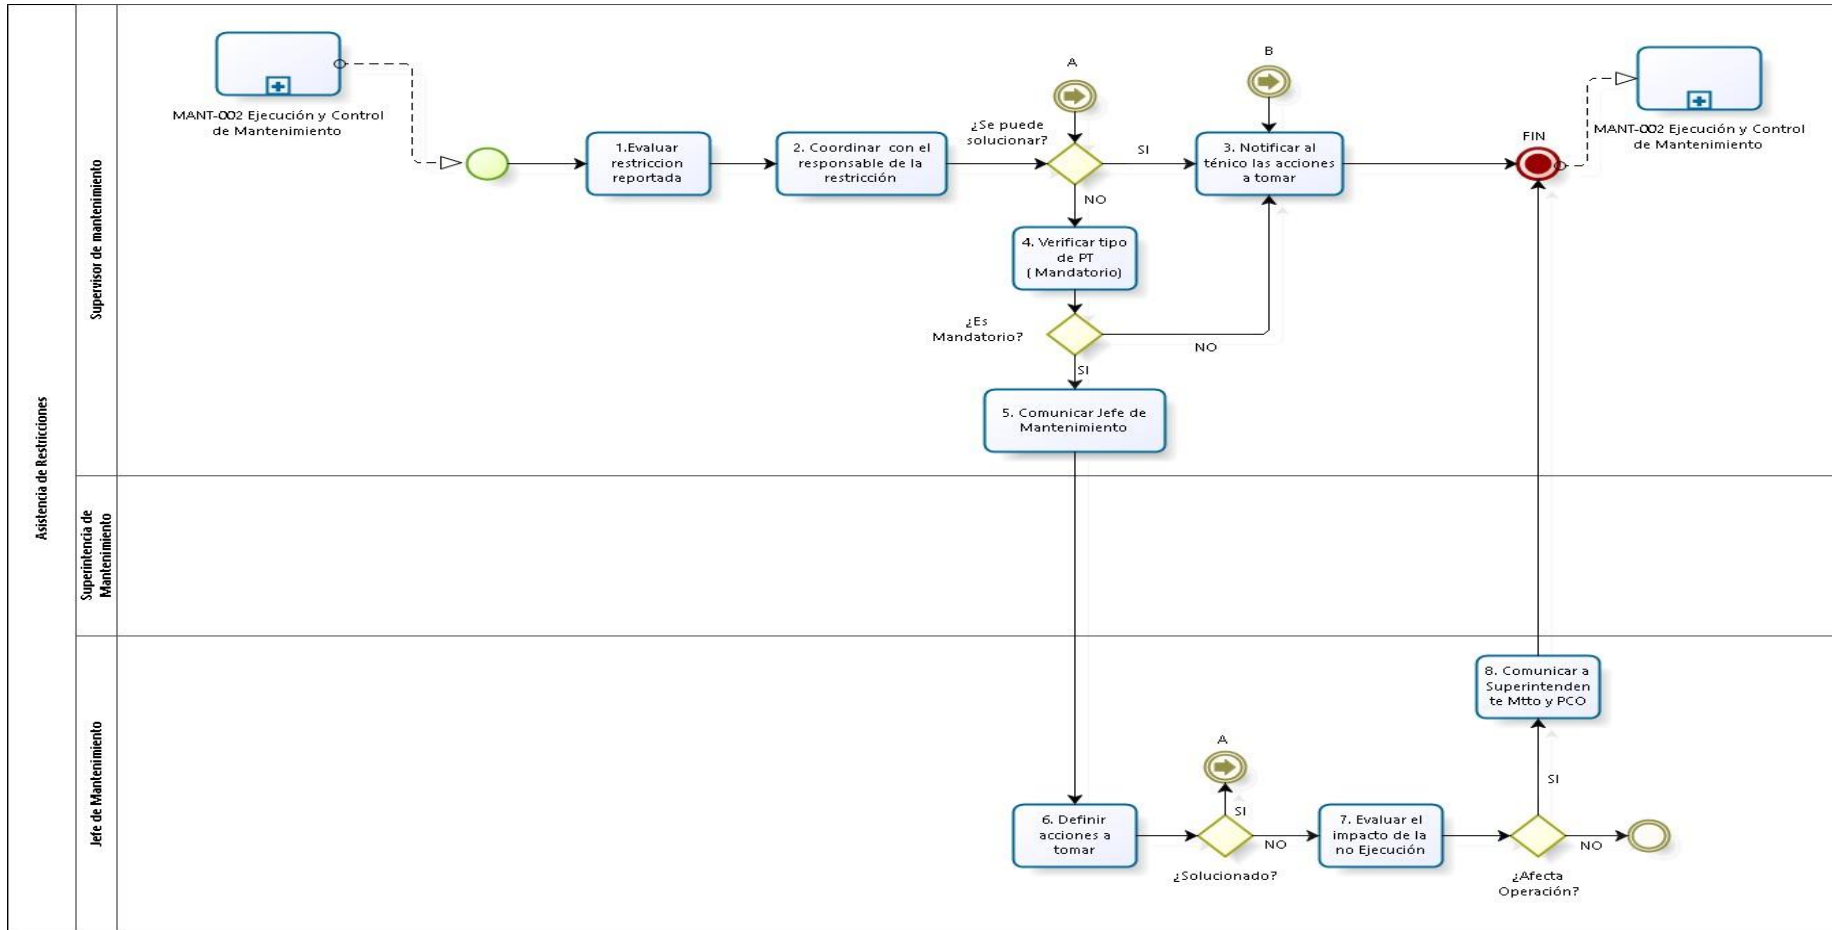 Asistencia de Restricciones
Supervisor de mantenimiento
MANT-002 Ejecución y Control
de Mantenimiento
1.Evaluar
restriccion
reportada
2. Coordinar con el
responsable de la
restricción
A
¿Se puede
solucionar?
SI
NO
B
3. Notificar al
ténico las acciones
a tomar
FIN
MANT-002 Ejecución y Control
de Mantenimiento
4. Verificar tipo
de PT
( Mandatorio)
¿Es
Mandatorio?
NO
SI
5. Comunicar Jefe de
Mantenimiento
Superintencia de
Mantenimiento
Jefe de Mantenimiento
6. Definir
acciones a
tomar
A
SI
NO
¿Solucionado?
7. Evaluar el
impacto de la
no Ejecución
8. Comunicar a
Superintenden
te Mtto y PCO
SI
NO
¿Afecta
Operación?